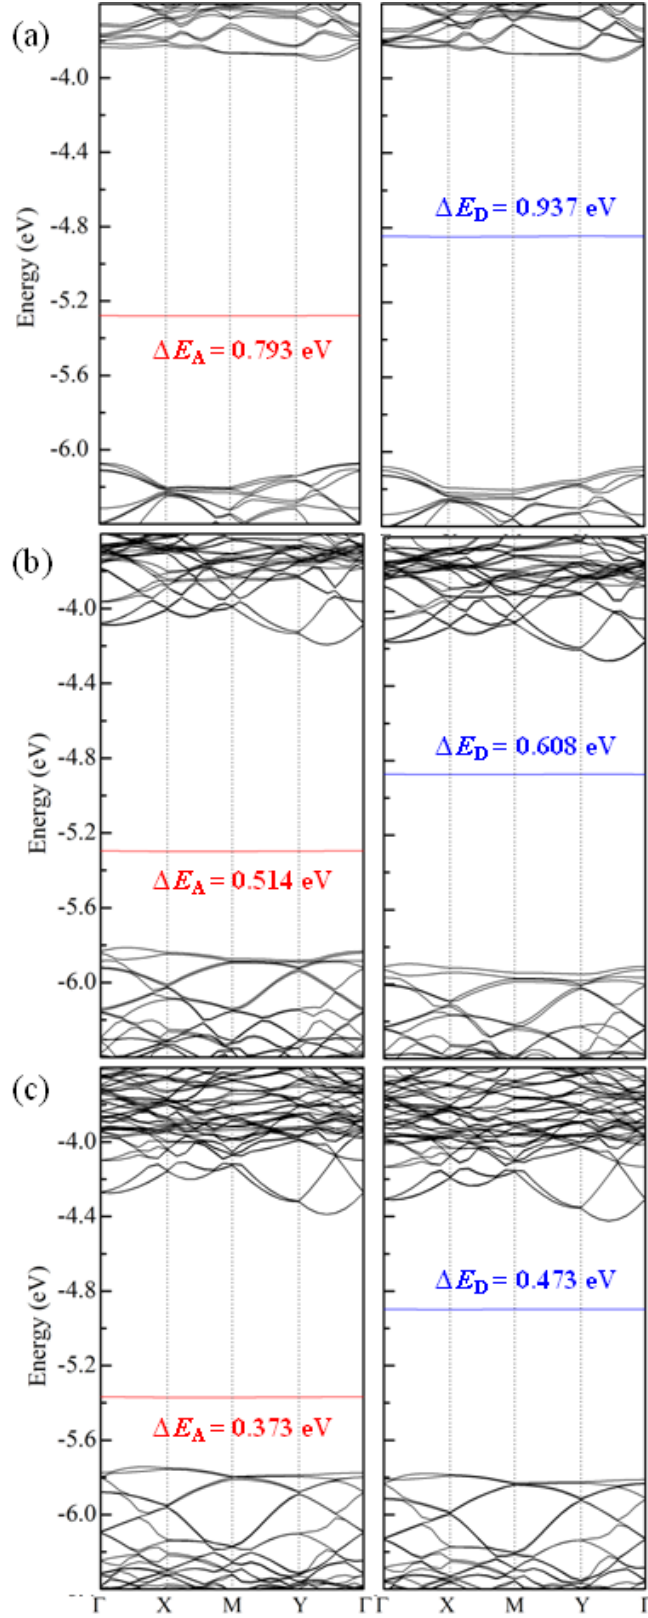 (a)
-4.0
-4.4
-4.8
-5.2
-5.6
-6.0
Energy (eV)
ΔE_A = 0.793 eV
ΔE_D = 0.937 eV
(b)
-4.0
-4.4
-4.8
-5.2
-5.6
-6.0
Energy (eV)
ΔE_A = 0.514 eV
ΔE_D = 0.608 eV
(c)
-4.0
-4.4
-4.8
-5.2
-5.6
-6.0
Energy (eV)
ΔE_A = 0.373 eV
ΔE_D = 0.473 eV
Γ X M Y Γ Γ X M Y